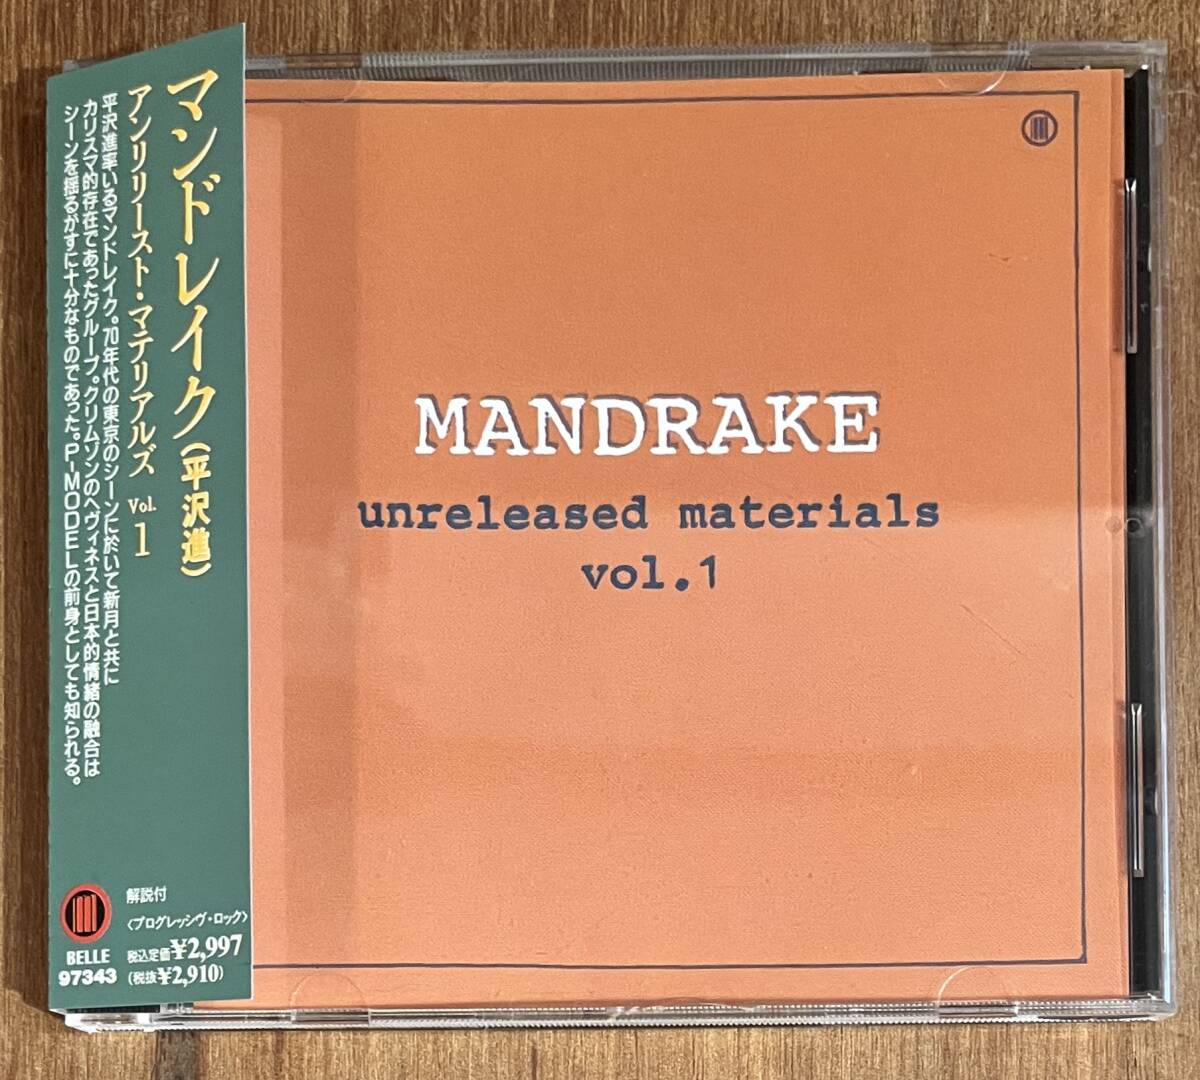 マンドレイク(平沢進)
アンリリースト・マテリアルズ Vol. 1
平沢進率いるマンドレイク。70年代の東京のシーンに於いて新月と共に
カリスマ的存在であったグループ。クリムゾンのヘヴィネスと日本的情緒の融合は
シーンを揺るがすに十分なものであった。P-MODELの前身としても知られる。
解説付
〈プログレッシヴ・ロック〉
BELLE
97343
税込定価¥2,997
(税抜¥2,910)
MANDRAKE
unreleased materials
vol.1